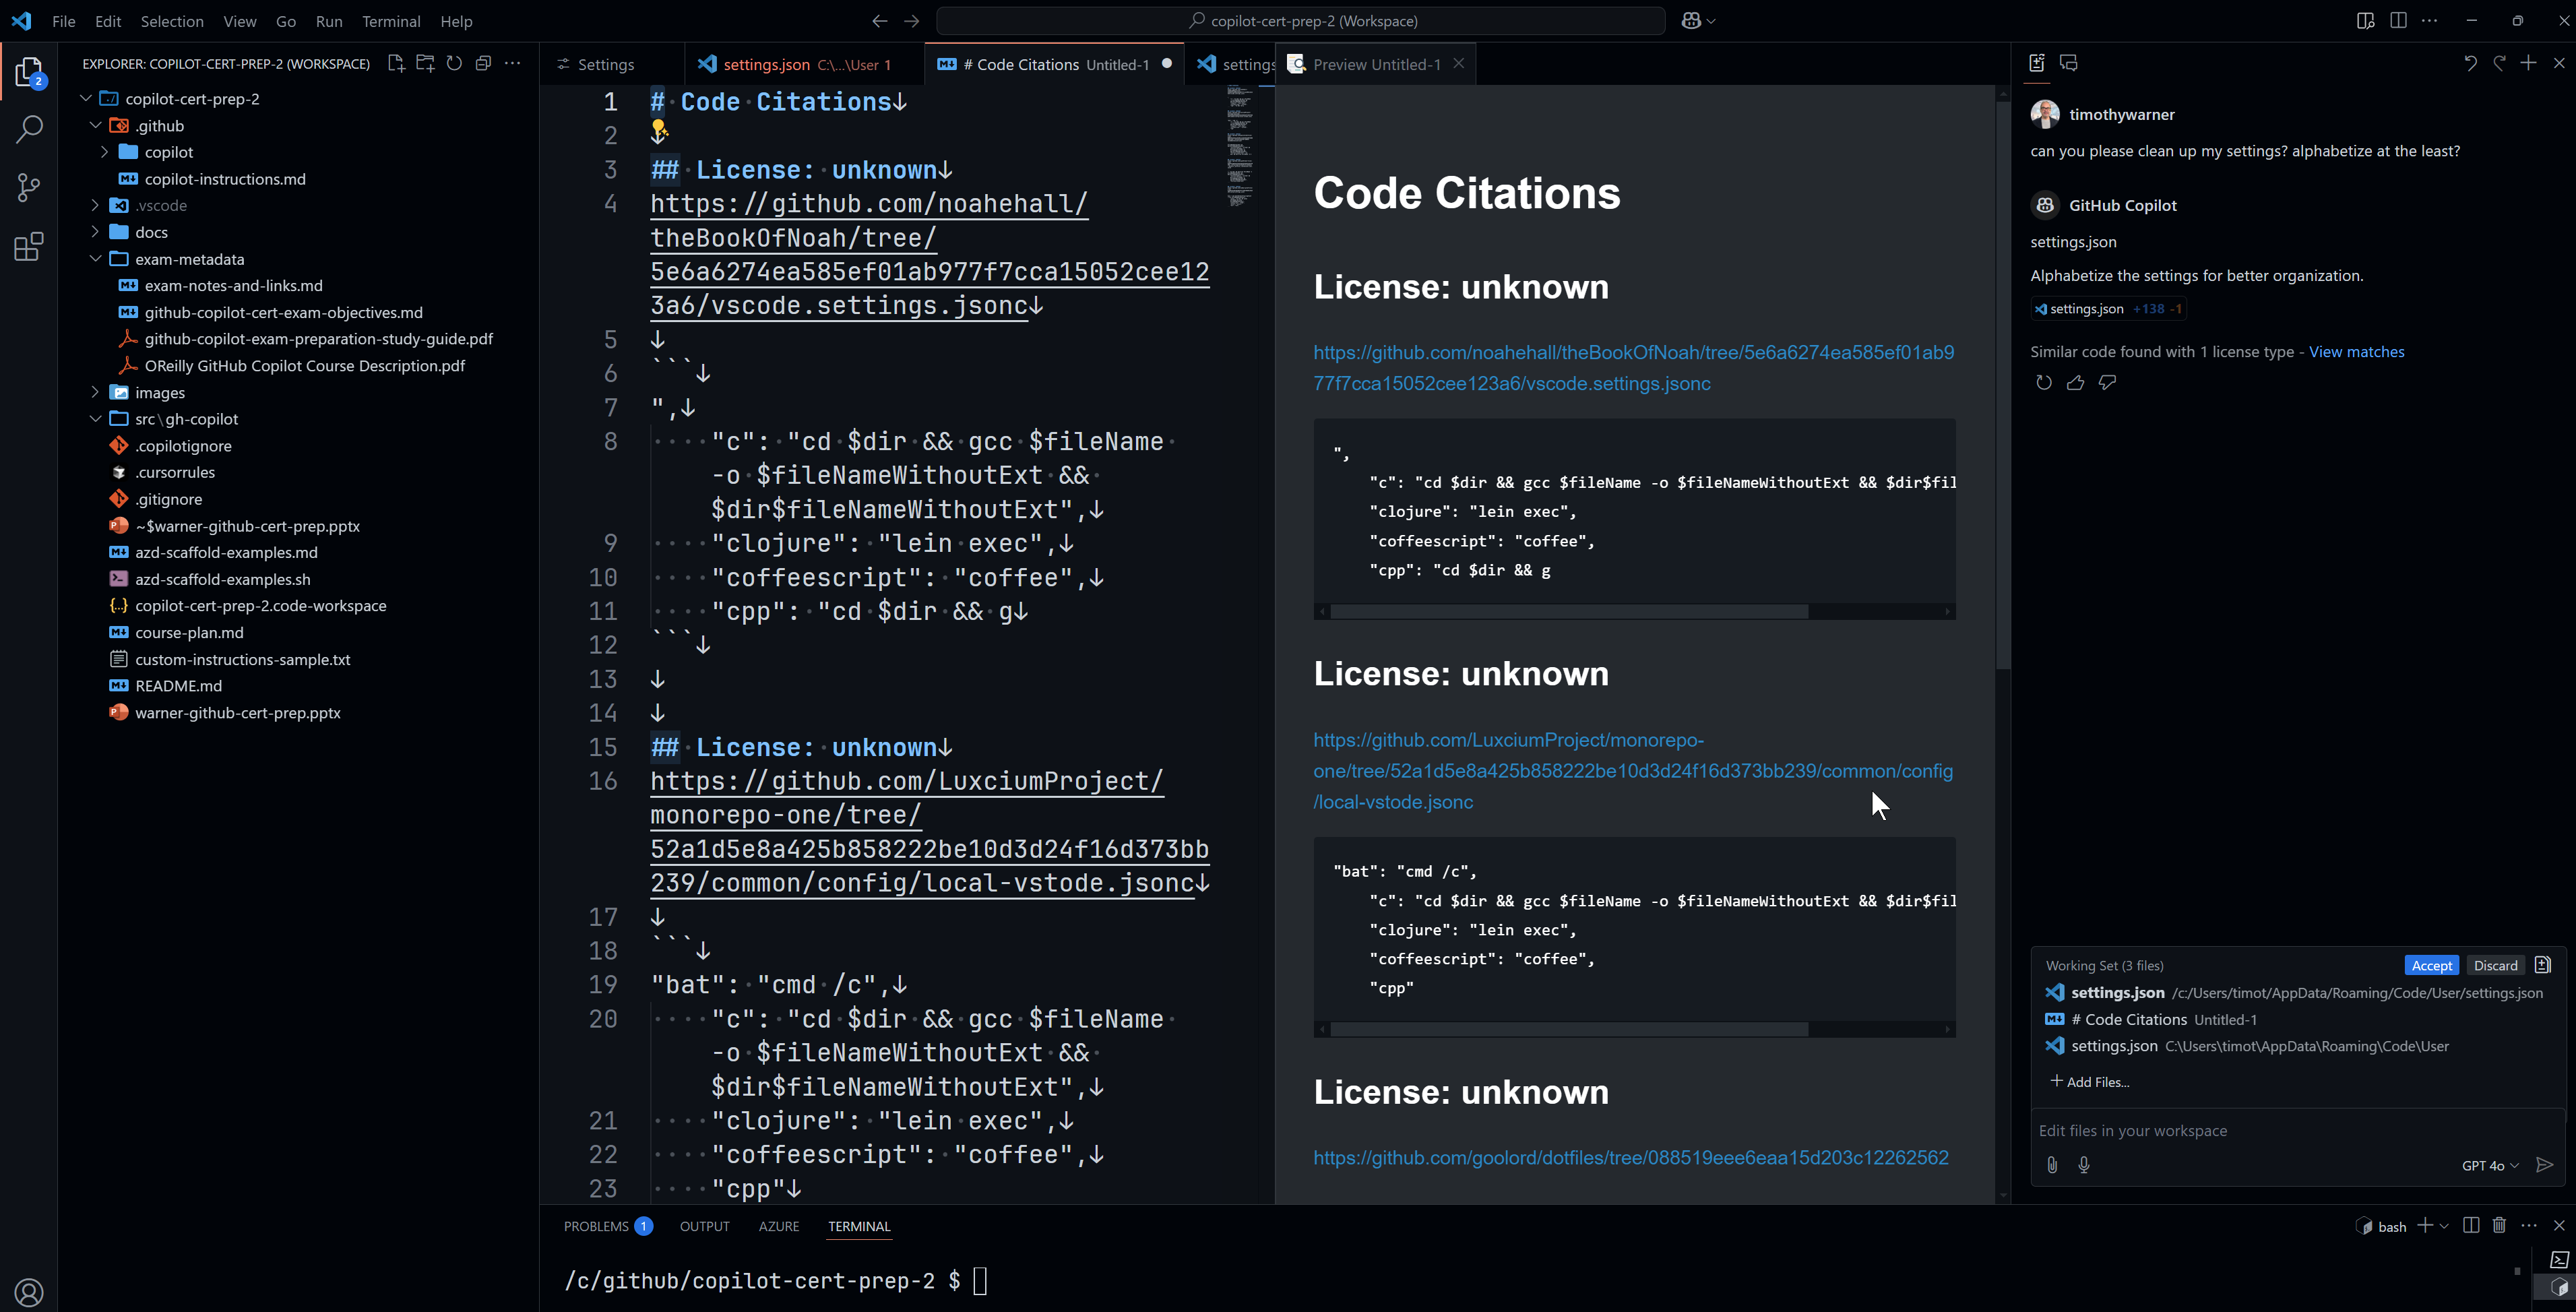 File Edit Selection View Go Run Terminal Help
copilot-cert-prep-2 (Workspace)
2
EXPLORER: COPILOT-CERT-PREP-2 (WORKSPACE)
copilot-cert-prep-2
.github
copilot
copilot-instructions.md
.vscode
docs
exam-metadata
exam-notes-and-links.md
github-copilot-cert-exam-objectives.md
github-copilot-exam-preparation-study-guide.pdf
OReilly GitHub Copilot Course Description.pdf
images
src\gh-copilot
.copilotignore
.cursorrules
.gitignore
~$warner-github-cert-prep.pptx
azd-scaffold-examples.md
azd-scaffold-examples.sh
copilot-cert-prep-2.code-workspace
course-plan.md
custom-instructions-sample.txt
README.md
warner-github-cert-prep.pptx
Settings
settings.json C:\...\User 1
# Code Citations Untitled-1
settings
Preview Untitled-1
1 # Code Citations↓
2 ↓
3 ## License: unknown↓
4 https://github.com/noahehall/
theBookOfNoah/tree/
5e6a6274ea585ef01ab977f7cca15052cee12
3a6/vscode.settings.jsonc↓
5 ↓
6 ```↓
7 ",↓
8 ····"c":·"cd·$dir·&&·gcc·$fileName·
-o·$fileNameWithoutExt·&&·
$dir$fileNameWithoutExt",↓
9 ····"clojure":·"lein·exec",↓
10 ····"coffeescript":·"coffee",↓
11 ····"cpp":·"cd·$dir·&&·g↓
12 ```↓
13 ↓
14 ↓
15 ##·License:·unknown↓
16 https://github.com/LuxciumProject/
monorepo-one/tree/
52a1d5e8a425b858222be10d3d24f16d373bb
239/common/config/local-vstode.jsonc↓
17 ↓
18 ```↓
19 "bat":·"cmd·/c",↓
20 ····"c":·"cd·$dir·&&·gcc·$fileName·
-o·$fileNameWithoutExt·&&·
$dir$fileNameWithoutExt",↓
21 ····"clojure":·"lein·exec",↓
22 ····"coffeescript":·"coffee",↓
23 ····"cpp"↓
Code Citations
License: unknown
https://github.com/noahehall/theBookOfNoah/tree/5e6a6274ea585ef01ab9
77f7cca15052cee123a6/vscode.settings.jsonc
",
"c": "cd $dir && gcc $fileName -o $fileNameWithoutExt && $dir$fil
"clojure": "lein exec",
"coffeescript": "coffee",
"cpp": "cd $dir && g
License: unknown
https://github.com/LuxciumProject/monorepo-
one/tree/52a1d5e8a425b858222be10d3d24f16d373bb239/common/config
/local-vstode.jsonc
"bat": "cmd /c",
"c": "cd $dir && gcc $fileName -o $fileNameWithoutExt && $dir$fil
"clojure": "lein exec",
"coffeescript": "coffee",
"cpp"
License: unknown
https://github.com/goolord/dotfiles/tree/088519eee6eaa15d203c12262562
timothywarner
can you please clean up my settings? alphabetize at the least?
GitHub Copilot
settings.json
Alphabetize the settings for better organization.
settings.json +138 -1
Similar code found with 1 license type - View matches
Working Set (3 files)
Accept Discard
settings.json /c:/Users/timot/AppData/Roaming/Code/User/settings.json
# Code Citations Untitled-1
settings.json C:\Users\timot\AppData\Roaming\Code\User
+ Add Files...
Edit files in your workspace
GPT 4o
PROBLEMS 1 OUTPUT AZURE TERMINAL
bash
/c/github/copilot-cert-prep-2 $